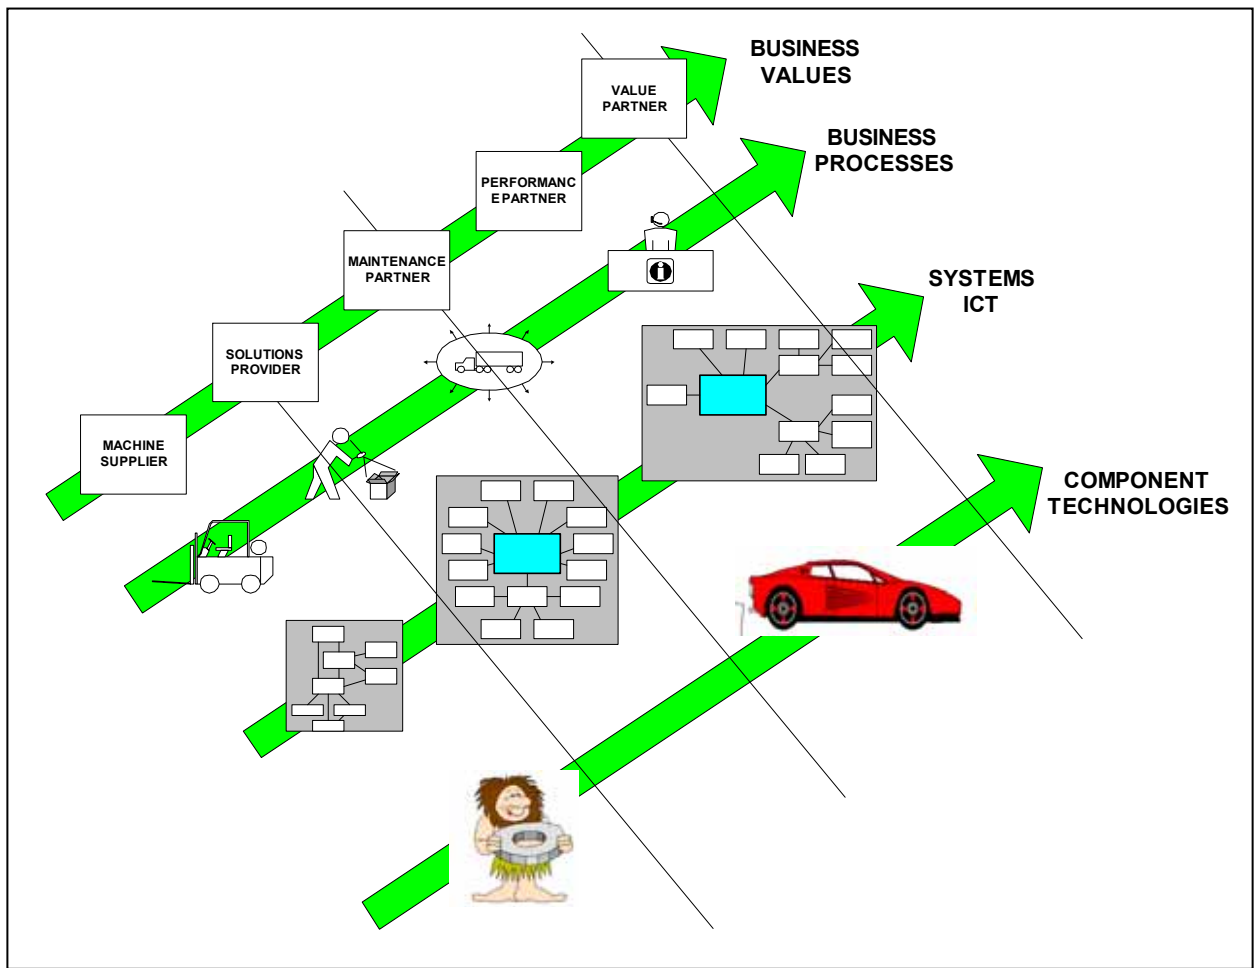 BUSINESS
VALUES
VALUE
PARTNER
BUSINESS
PROCESSES
PERFORMANC
E PARTNER
MAINTENANCE
PARTNER
SYSTEMS
ICT
SOLUTIONS
PROVIDER
MACHINE
SUPPLIER
COMPONENT
TECHNOLOGIES
i